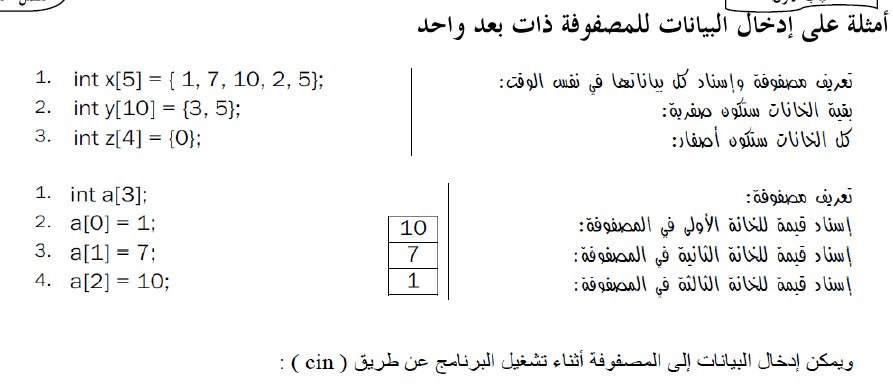 أمثلة على إدخال البيانات للمصفوفة ذات بعد واحد
تعريف مصفوفة وإسناد كل بياناتها في نفس الوقت:
1. int x[5] = { 1, 7, 10, 2, 5};
بقية الخانات ستكون صفرية:
2. int y[10] = {3, 5};
كل الخانات ستكون أصفار:
3. int z[4] = {0};
تعريف مصفوفة:
1. int a[3];
إسناد قيمة للخانة الأولى في المصفوفة:
2. a[0] = 1;
10
إسناد قيمة للخانة الثانية في المصفوفة:
3. a[1] = 7;
7
إسناد قيمة للخانة الثالثة في المصفوفة:
4. a[2] = 10;
1
ويمكن إدخال البيانات إلى المصفوفة أثناء تشغيل البرنامج عن طريق ( cin ) :